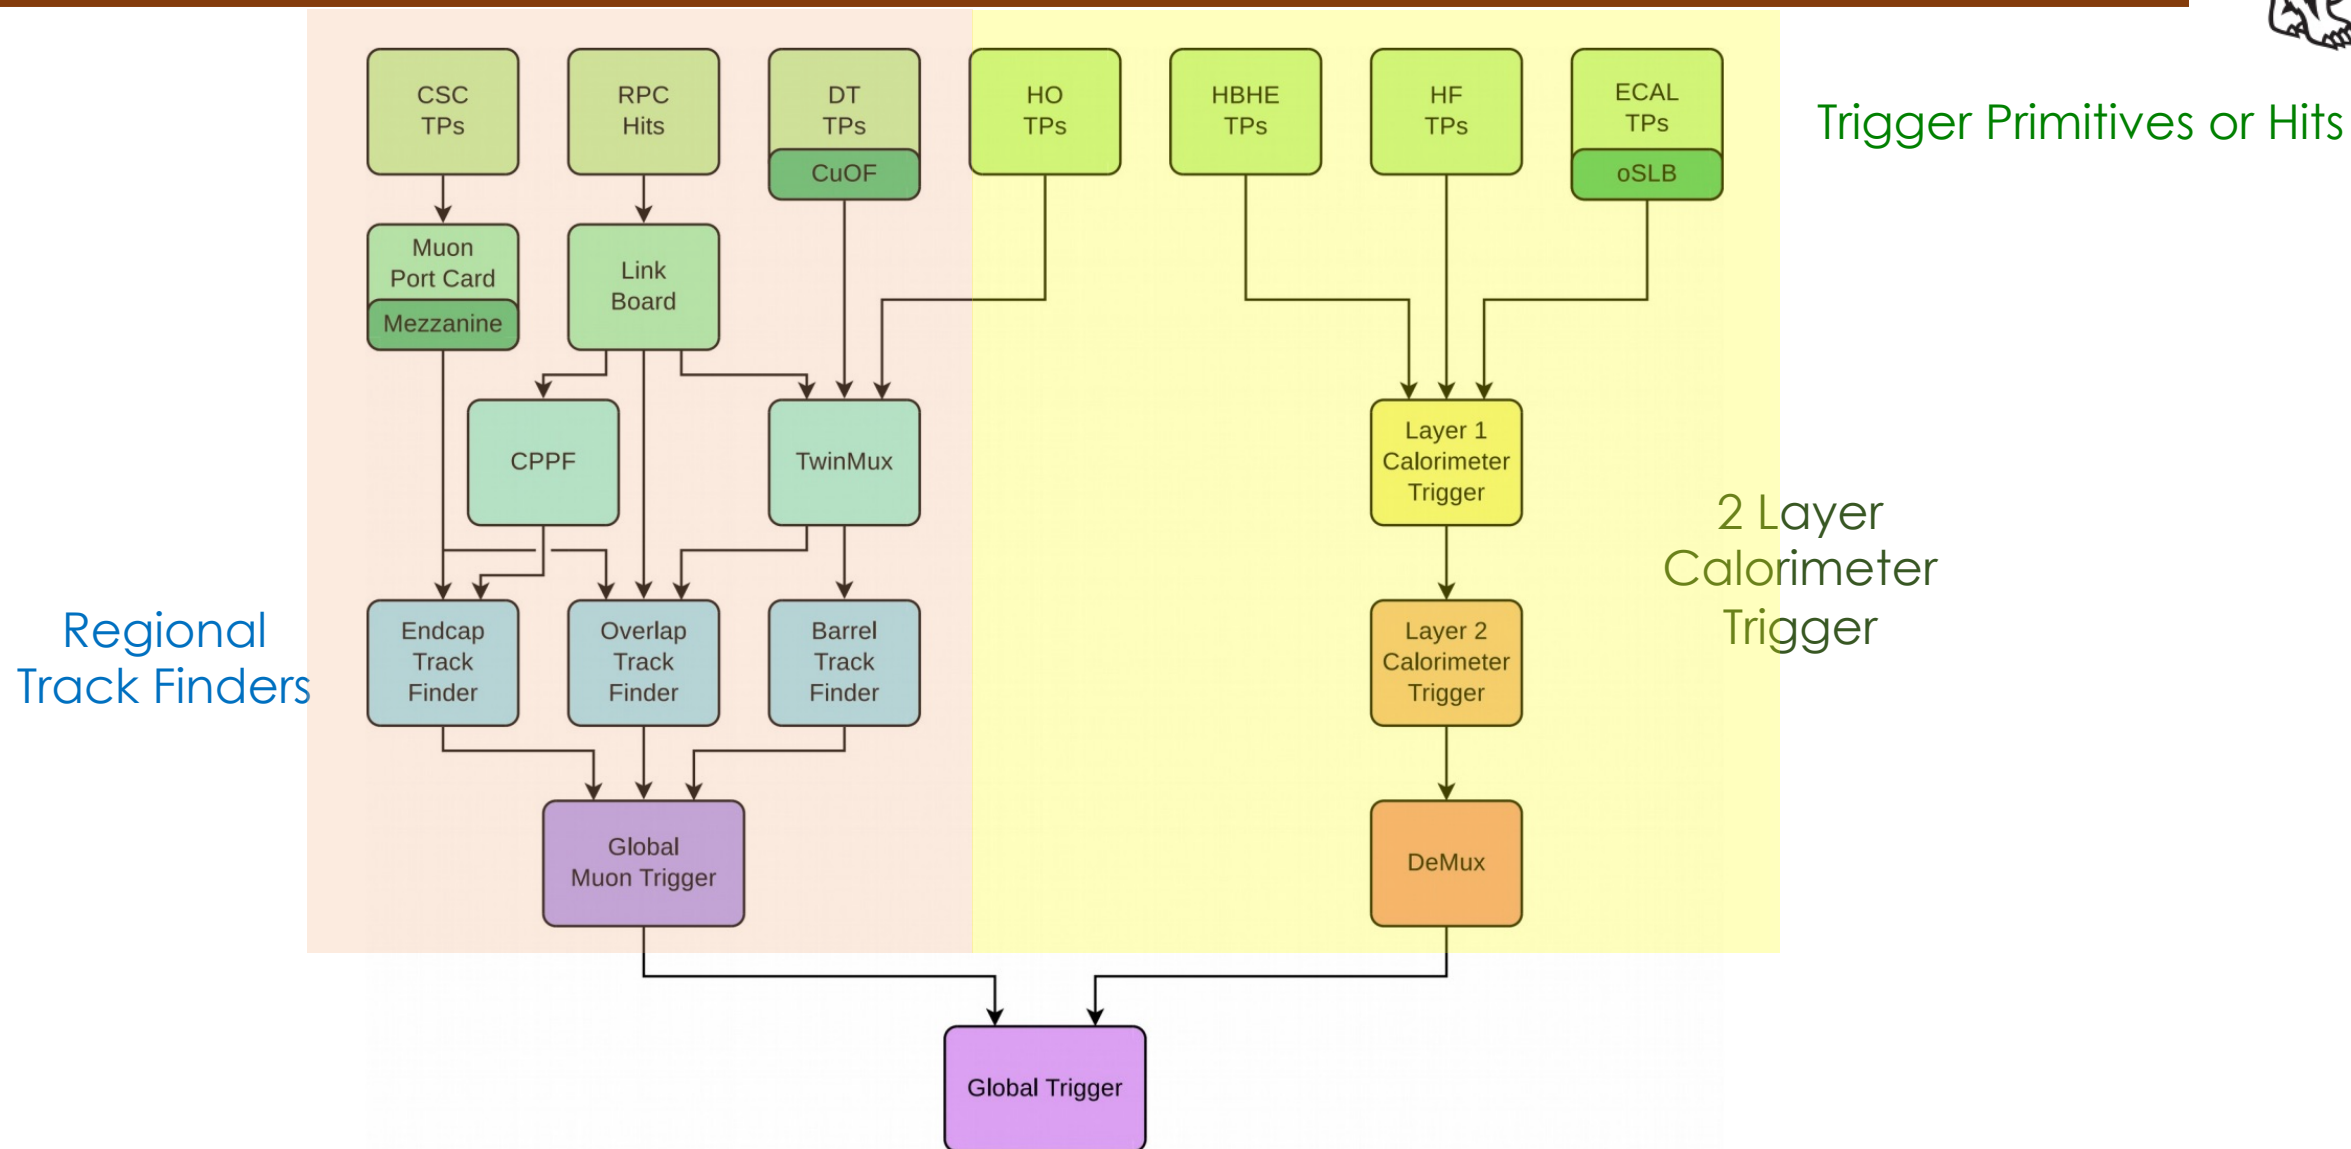 CSC
TPs
RPC
Hits
DT
TPs
CuOF
HO
TPs
HBHE
TPs
HF
TPs
ECAL
TPs
oSLB
Trigger Primitives or Hits
Muon
Port Card
Mezzanine
Link
Board
CPPF
TwinMux
Layer 1
Calorimeter
Trigger
2 Layer
Calorimeter
Trigger
Regional
Track Finders
Endcap
Track
Finder
Overlap
Track
Finder
Barrel
Track
Finder
Layer 2
Calorimeter
Trigger
Global
Muon Trigger
DeMux
Global Trigger